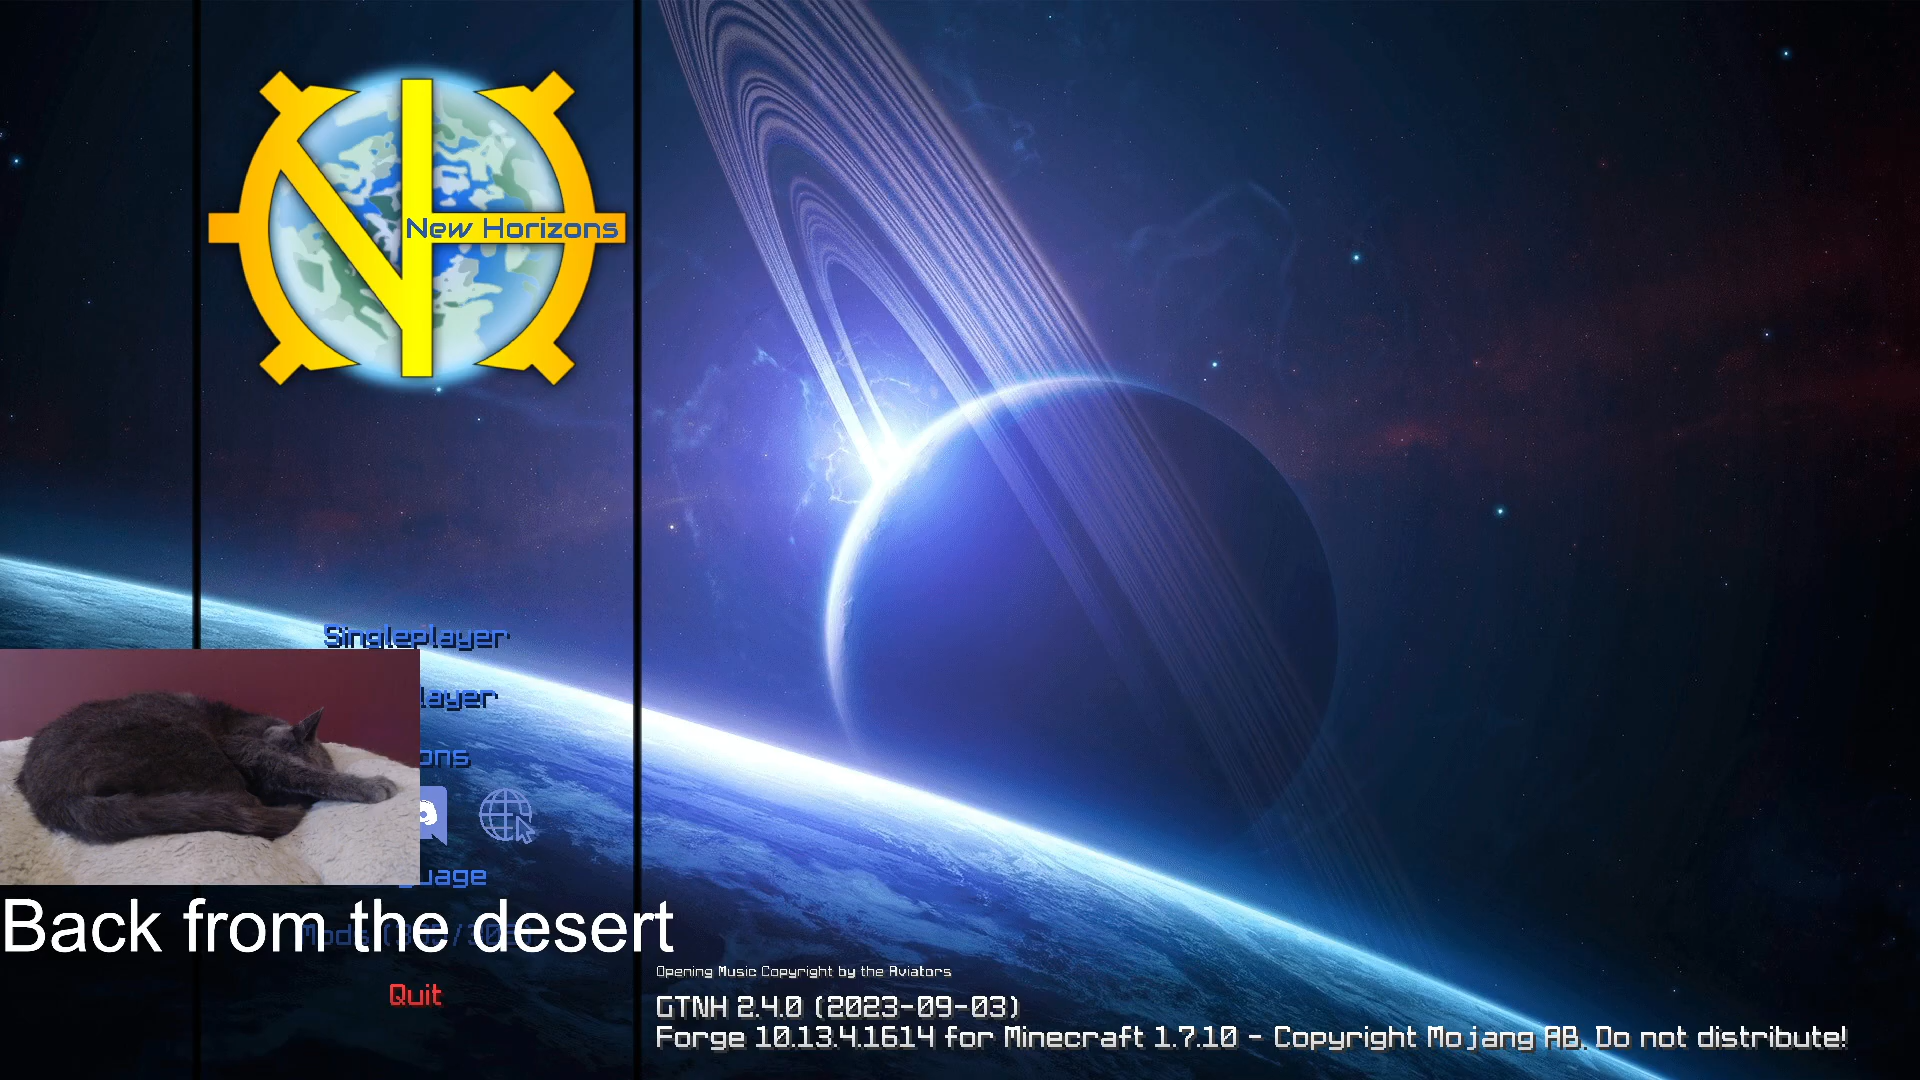 New Horizons
Singleplayer
layer
ons
uage
Back from the desert
Mods
Quit
Opening Music Copyright by the Aviators
GTNH 2.4.0 (2023-09-03)
Forge 10.13.4.1614 for Minecraft 1.7.10 - Copyright Mojang AB. Do not distribute!